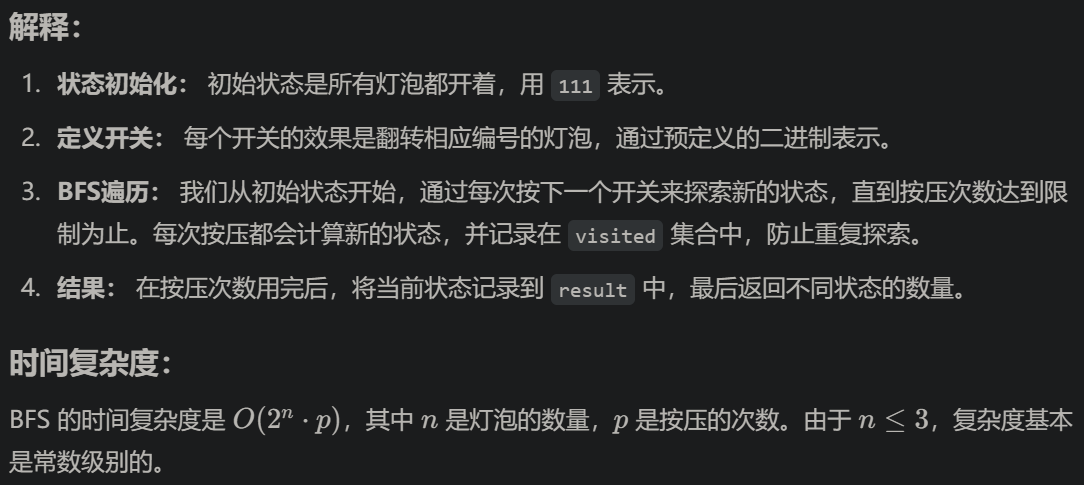 解释：
1. 状态初始化： 初始状态是所有灯泡都开着，用 111 表示。
2. 定义开关： 每个开关的效果是翻转相应编号的灯泡，通过预定义的二进制表示。
3. BFS遍历： 我们从初始状态开始，通过每次按下一个开关来探索新的状态，直到按压次数达到限
制为止。每次按压都会计算新的状态，并记录在 visited 集合中，防止重复探索。
4. 结果： 在按压次数用完后，将当前状态记录到 result 中，最后返回不同状态的数量。
时间复杂度：
BFS 的时间复杂度是 O(2ⁿ · p)，其中 n 是灯泡的数量，p 是按压的次数。由于 n ≤ 3，复杂度基本
是常数级别的。